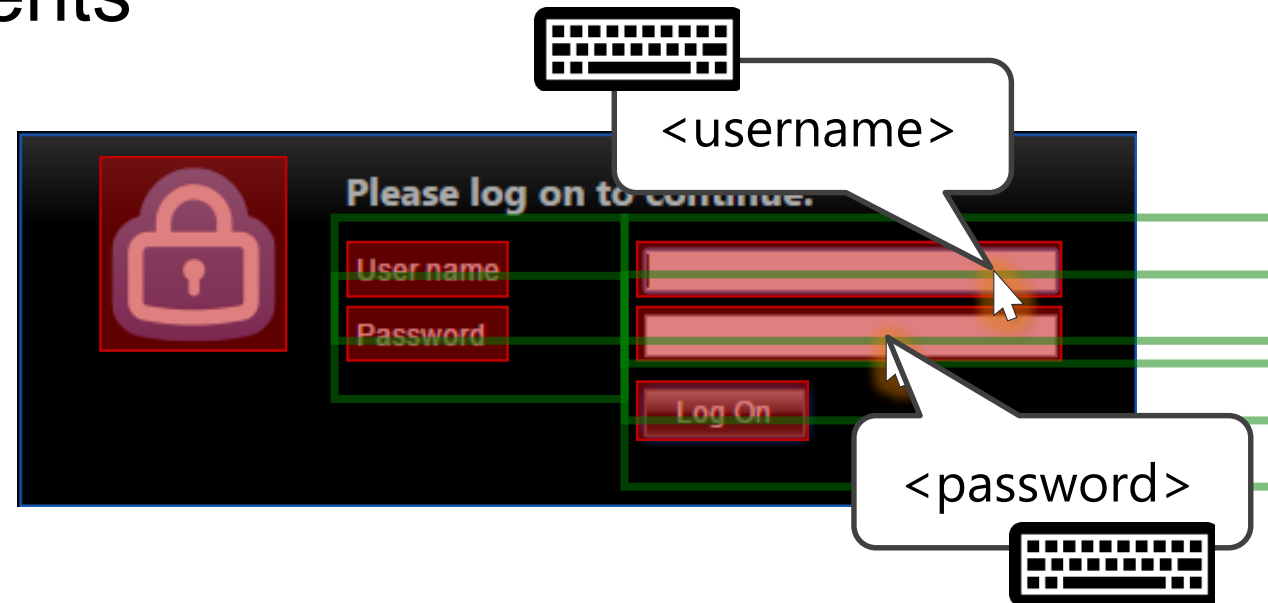 ents
<username>
Please log on to continue.
User name
Password
Log On
<password>